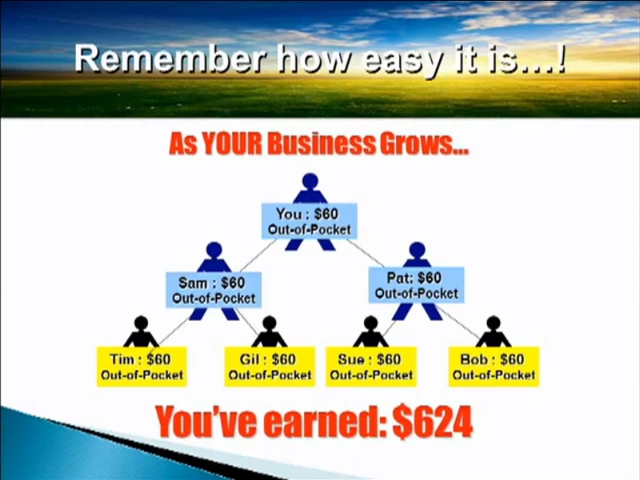 Remember how easy it is...!
As YOUR Business Grows...
You : $60
Out-of-Pocket
Sam : $60
Out-of-Pocket
Pat: $60
Out-of-Pocket
Tim : $60
Out-of-Pocket
Gil : $60
Out-of-Pocket
Sue : $60
Out-of-Pocket
Bob : $60
Out-of-Pocket
You've earned: $624